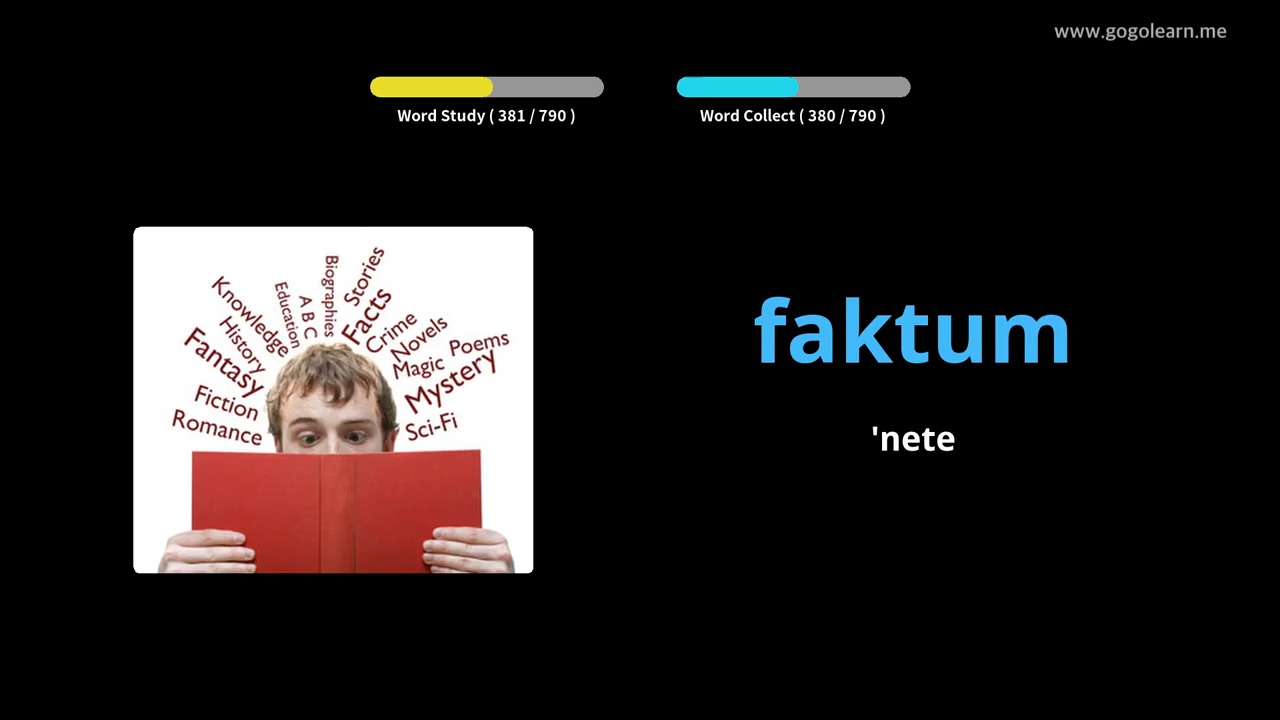 www.gogolearn.me
Word Study ( 381 / 790 )
Word Collect ( 380 / 790 )
Stories
Biographies
Facts
A B C
Education
Knowledge
History
Crime
Novels
Poems
Magic
Fantasy
Mystery
Fiction
Sci-Fi
Romance
faktum
'nete